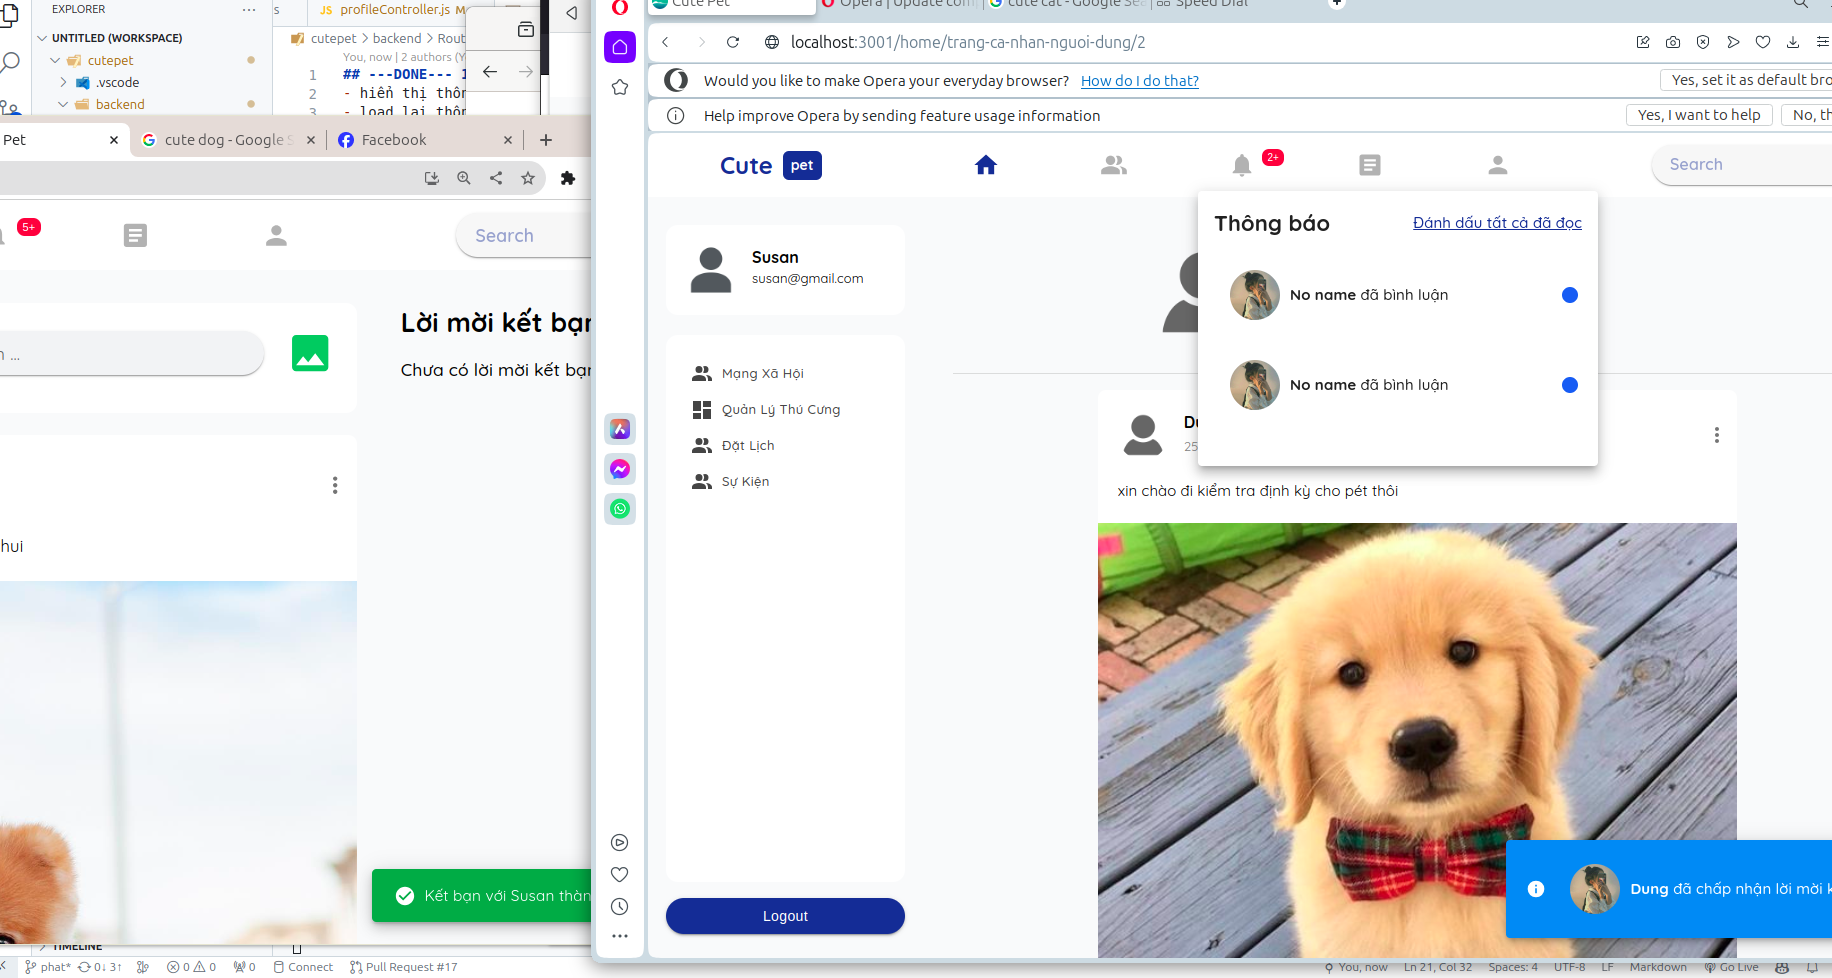 EXPLORER
UNTITLED (WORKSPACE)
cutepet
.vscode
backend
TIMELINE
s
JS profileController.js
cutepet > backend > Rout
You, now | 2 authors (Y
1 ## ---DONE---
2 - hiển thị thôn
3 - load lại thôn
Pet
cute dog - Google S
Facebook
5+
Search
n ...
Lời mời kết bạn
Chưa có lời mời kết bạn
hui
Kết bạn với Susan thàn
Cute Pet
Opera | Update com
cute cat - Google Sea
Speed Dial
localhost:3001/home/trang-ca-nhan-nguoi-dung/2
Would you like to make Opera your everyday browser? How do I do that?
Yes, set it as default bro
Help improve Opera by sending feature usage information
Yes, I want to help
No, th
Cute pet
2+
Search
Susan
susan@gmail.com
Mạng Xã Hội
Quản Lý Thú Cưng
Đặt Lịch
Sự Kiện
Logout
Thông báo
Đánh dấu tất cả đã đọc
No name đã bình luận
No name đã bình luận
Du
25
xin chào đi kiểm tra định kỳ cho pét thôi
Dung đã chấp nhận lời mời k
phat*
0↓ 3↑
0
0
0
Connect
Pull Request #17
You, now
Ln 21, Col 32
Spaces: 4
UTF-8
LF
Markdown
Go Live